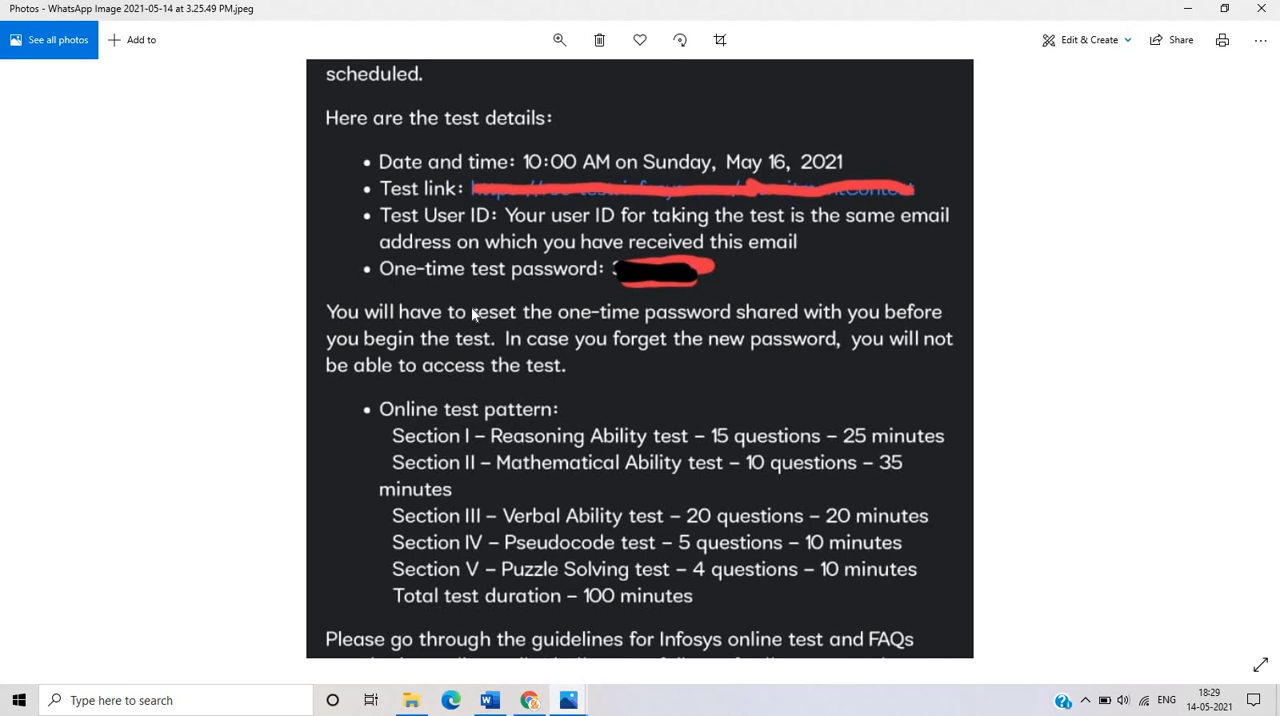 Photos - WhatsApp Image 2021-05-14 at 3.25.49 PM.jpeg
See all photos
Add to
Edit & Create
Share
scheduled.
Here are the test details:
• Date and time: 10:00 AM on Sunday, May 16, 2021
• Test link:
• Test User ID: Your user ID for taking the test is the same email
address on which you have received this email
• One-time test password:
You will have to reset the one-time password shared with you before
you begin the test. In case you forget the new password, you will not
be able to access the test.
• Online test pattern:
Section I – Reasoning Ability test – 15 questions – 25 minutes
Section II – Mathematical Ability test – 10 questions – 35
minutes
Section III – Verbal Ability test – 20 questions – 20 minutes
Section IV – Pseudocode test – 5 questions – 10 minutes
Section V – Puzzle Solving test – 4 questions – 10 minutes
Total test duration – 100 minutes
Please go through the guidelines for Infosys online test and FAQs
Type here to search
ENG
18:29
14-05-2021